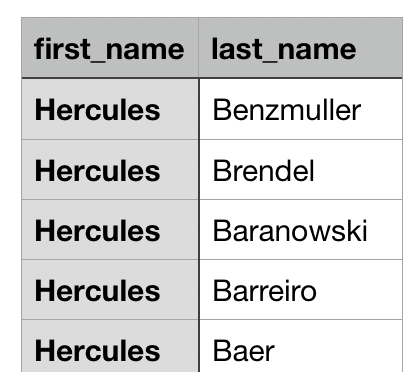 first_name last_name
Hercules Benzmuller
Hercules Brendel
Hercules Baranowski
Hercules Barreiro
Hercules Baer